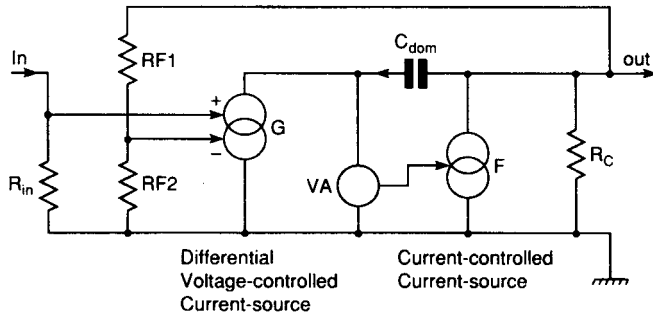 In
RF1
C_dom
out
+
G
−
R_in
RF2
VA
F
R_C
Differential
Voltage-controlled
Current-source
Current-controlled
Current-source